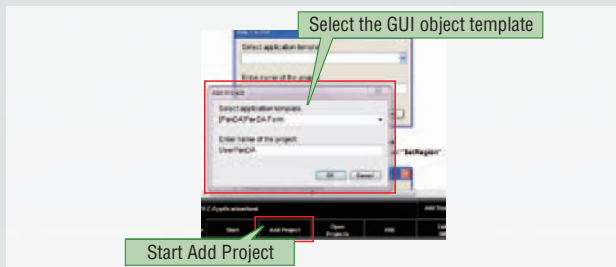 Select the GUI object template
Select application template
Enter name of the project
Add Project
Select application template.
[PanDA]PanDA Form
Enter name of the project:
UserPanDA
OK
Cancel
"SetRegion"
Start
Add Project
Open
Projects
Start Add Project